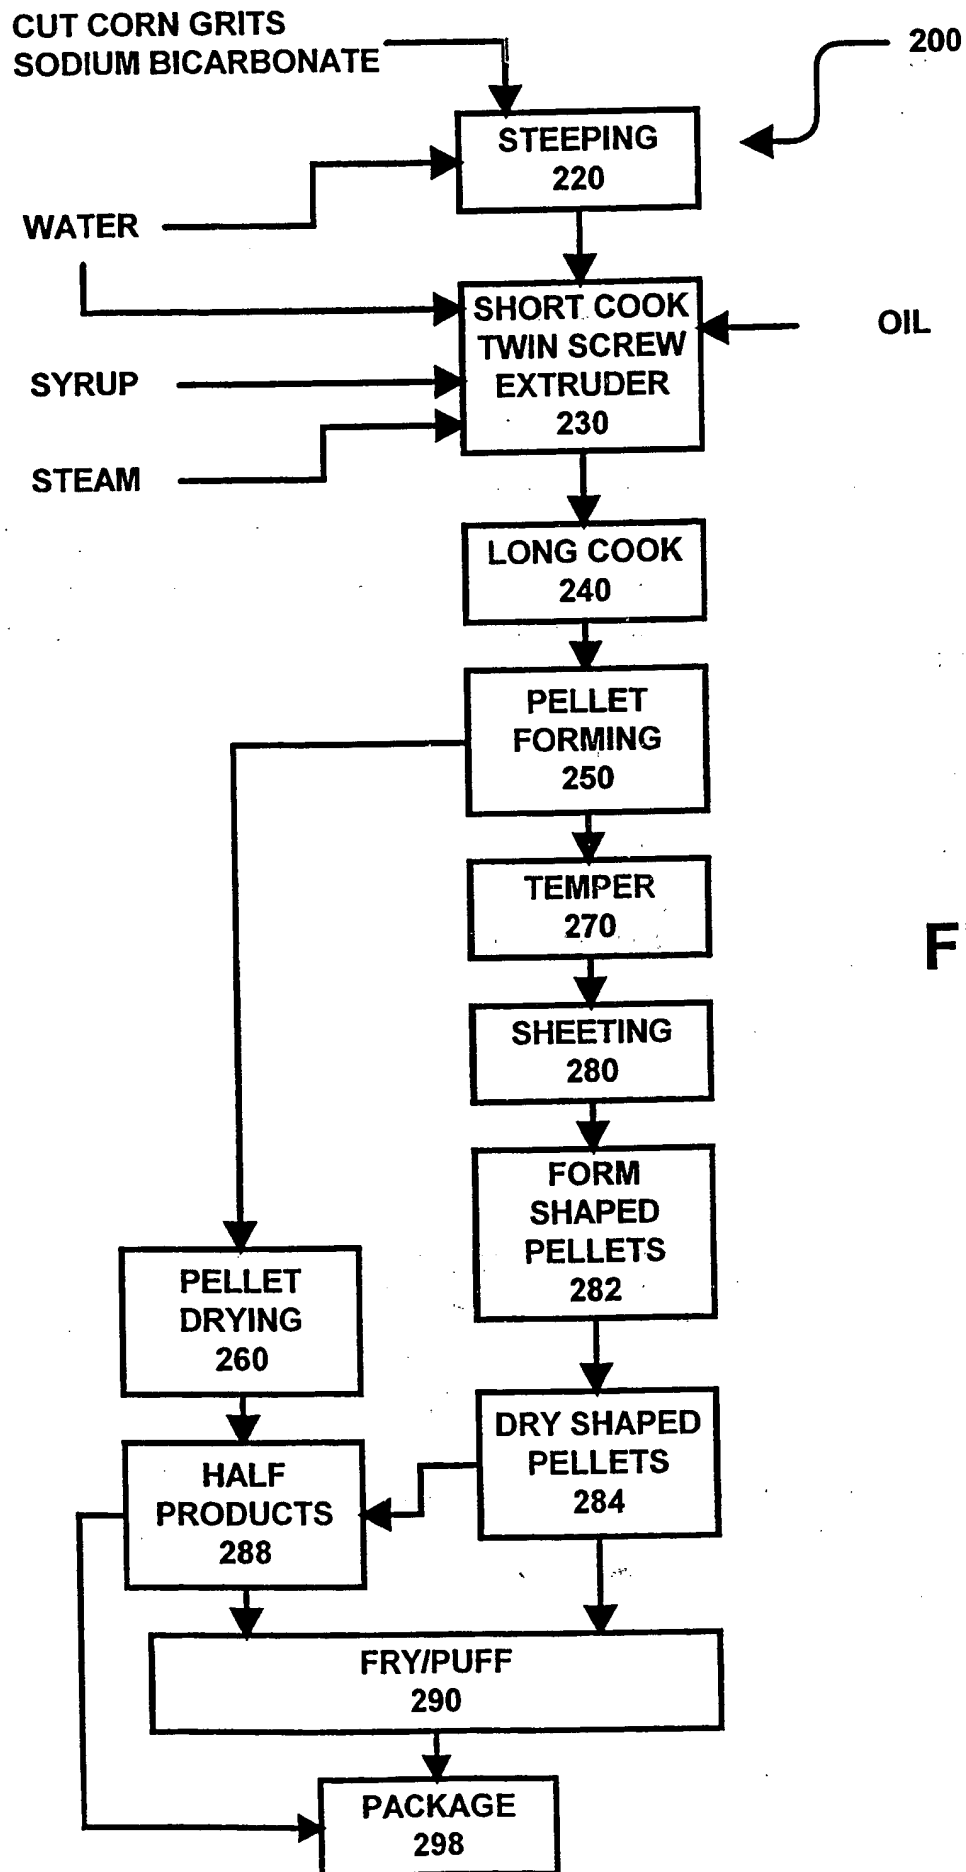 CUT CORN GRITS
SODIUM BICARBONATE
200
STEEPING
220
WATER
SHORT COOK
TWIN SCREW
EXTRUDER
230
OIL
SYRUP
STEAM
LONG COOK
240
PELLET
FORMING
250
TEMPER
270
F
SHEETING
280
FORM
SHAPED
PELLETS
282
PELLET
DRYING
260
DRY SHAPED
PELLETS
284
HALF
PRODUCTS
288
FRY/PUFF
290
PACKAGE
298